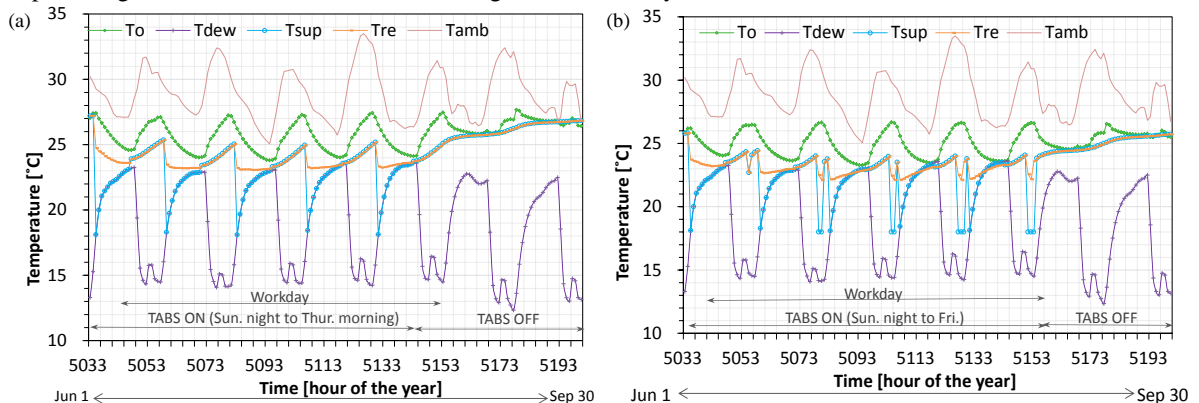 (a)
To Tdew Tsup Tre Tamb
35
30
25
20
15
10
Temperature [˚C]
Workday
TABS ON (Sun. night to Thur. morning) TABS OFF
5033 5053 5073 5093 5113 5133 5153 5173 5193
Time [hour of the year]
Jun 1 Sep 30
(b)
To Tdew Tsup Tre Tamb
35
30
25
20
15
10
Temperature [˚C]
Workday
TABS ON (Sun. night to Fri.) TABS OFF
5033 5053 5073 5093 5113 5133 5153 5173 5193
Time [hour of the year]
Jun 1 Sep 30